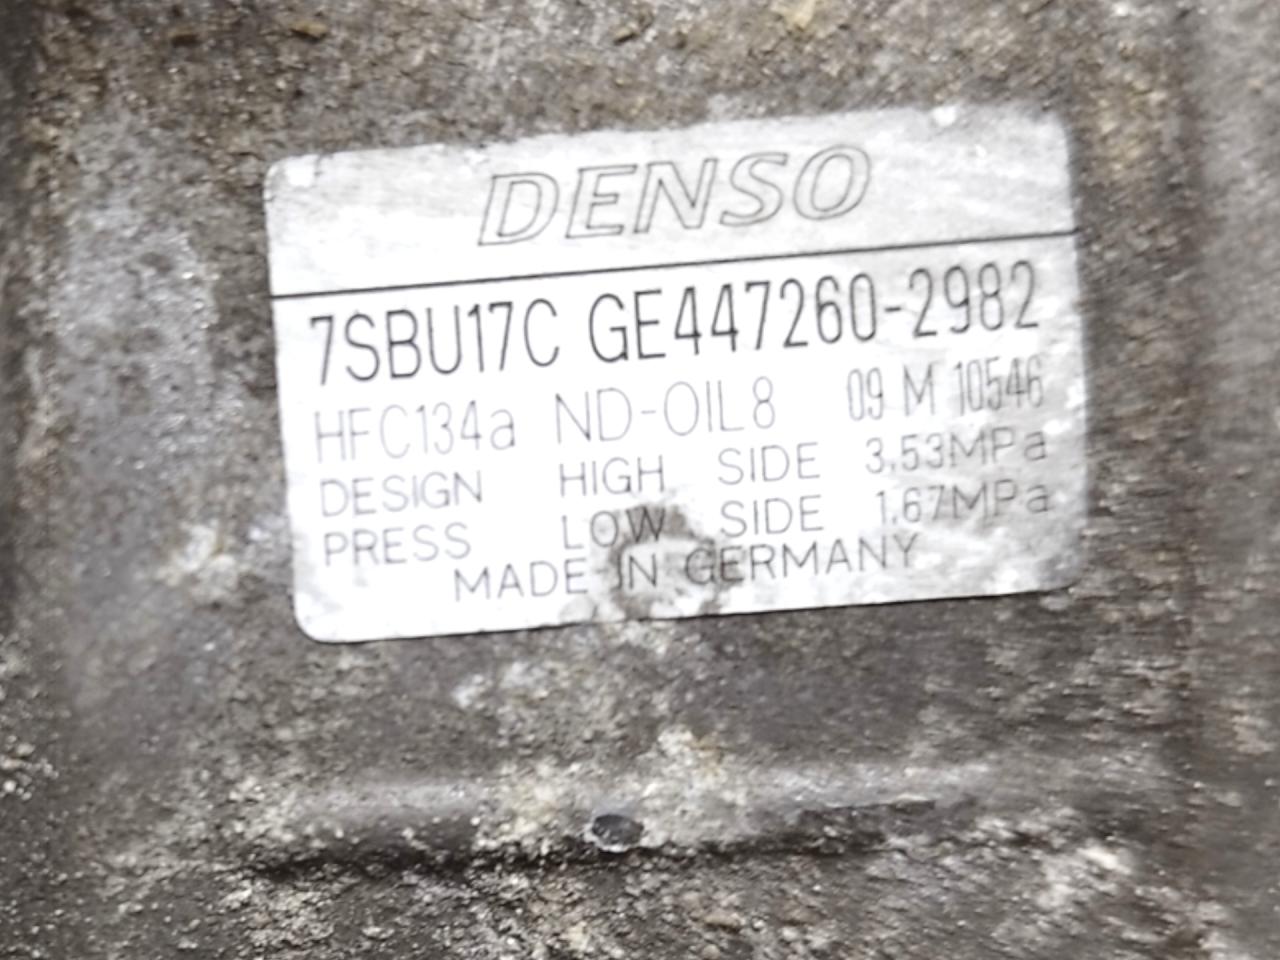 DENSO
7SBU17C GE447260-2982
HFC134a ND-OIL8 09 M 10546
DESIGN HIGH SIDE 3.53MPa
PRESS LOW SIDE 1.67MPa
MADE IN GERMANY